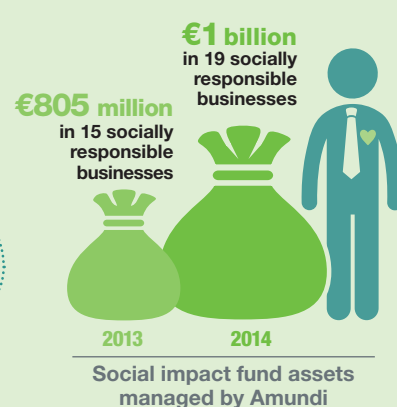 €1 billion
in 19 socially
responsible
businesses
€805 million
in 15 socially
responsible
businesses
2013
2014
Social impact fund assets
managed by Amundi